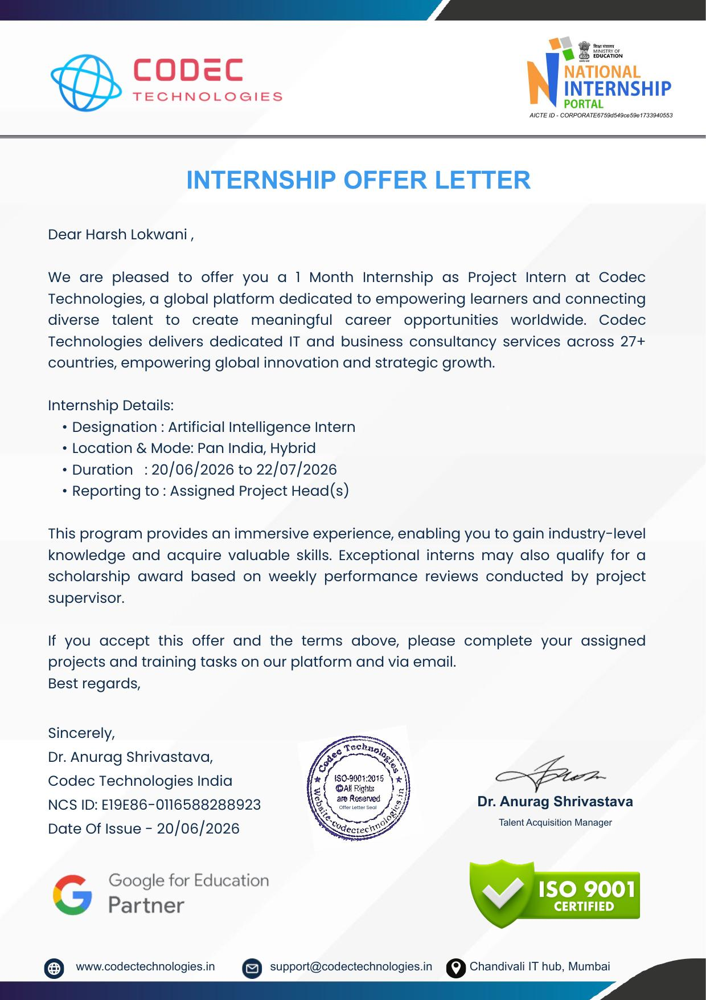 CODEC
TECHNOLOGIES
शिक्षा मंत्रालय
MINISTRY OF
EDUCATION
सत्यमेव जयते
NATIONAL
INTERNSHIP
PORTAL
AICTE ID - CORPORATE6759d549ce59e1733940553
INTERNSHIP OFFER LETTER
Dear Harsh Lokwani ,
We are pleased to offer you a 1 Month Internship as Project Intern at Codec
Technologies, a global platform dedicated to empowering learners and connecting
diverse talent to create meaningful career opportunities worldwide. Codec
Technologies delivers dedicated IT and business consultancy services across 27+
countries, empowering global innovation and strategic growth.
Internship Details:
• Designation : Artificial Intelligence Intern
• Location & Mode: Pan India, Hybrid
• Duration : 20/06/2026 to 22/07/2026
• Reporting to : Assigned Project Head(s)
This program provides an immersive experience, enabling you to gain industry-level
knowledge and acquire valuable skills. Exceptional interns may also qualify for a
scholarship award based on weekly performance reviews conducted by project
supervisor.
If you accept this offer and the terms above, please complete your assigned
projects and training tasks on our platform and via email.
Best regards,
Sincerely,
Dr. Anurag Shrivastava,
Codec Technologies India
NCS ID: E19E86-0116588288923
Date Of Issue - 20/06/2026
Codec Technologies
ISO-9001:2015
©All Rights
are Reserved
Offer Letter Seal
Website-codectechnologies.in
Dr. Anurag Shrivastava
Talent Acquisition Manager
Google for Education
Partner
ISO 9001
CERTIFIED
www.codectechnologies.in
support@codectechnologies.in
Chandivali IT hub, Mumbai